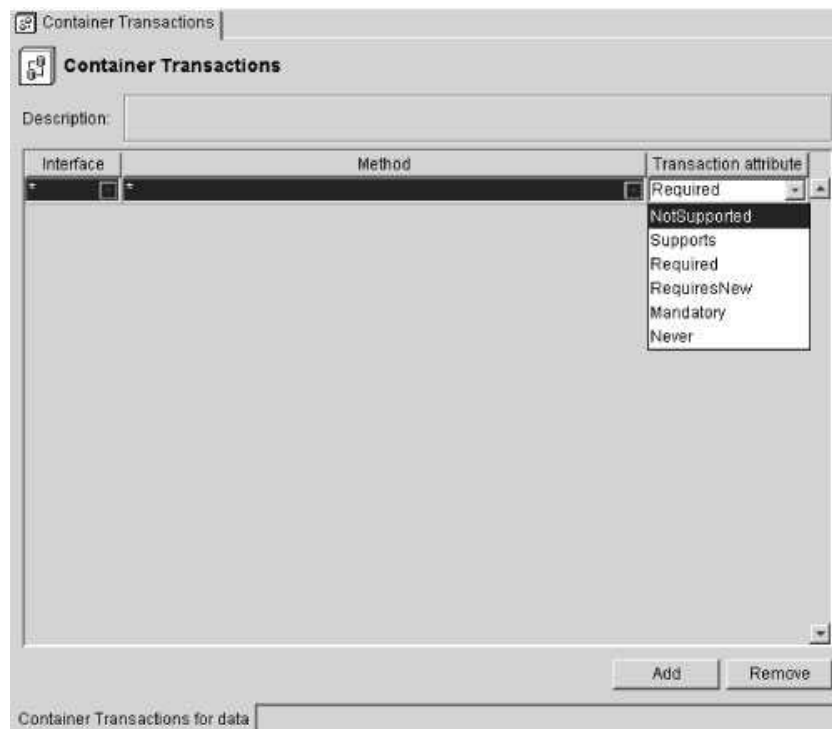 Container Transactions
Container Transactions
Description:
Interface Method Transaction attribute
* * Required
NotSupported
Supports
Required
RequiresNew
Mandatory
Never
Add Remove
Container Transactions for data